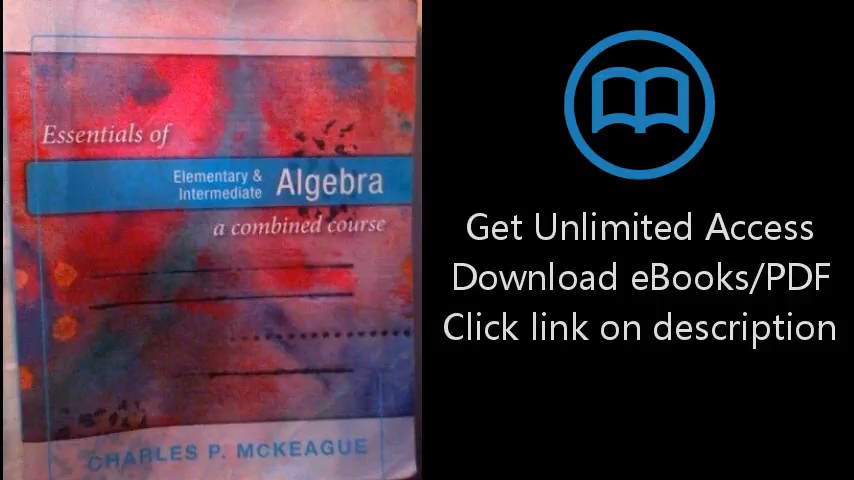 Essentials of
Elementary &
Intermediate
Algebra
a combined course
CHARLES P. MCKEAGUE
Get Unlimited Access
Download eBooks/PDF
Click link on description